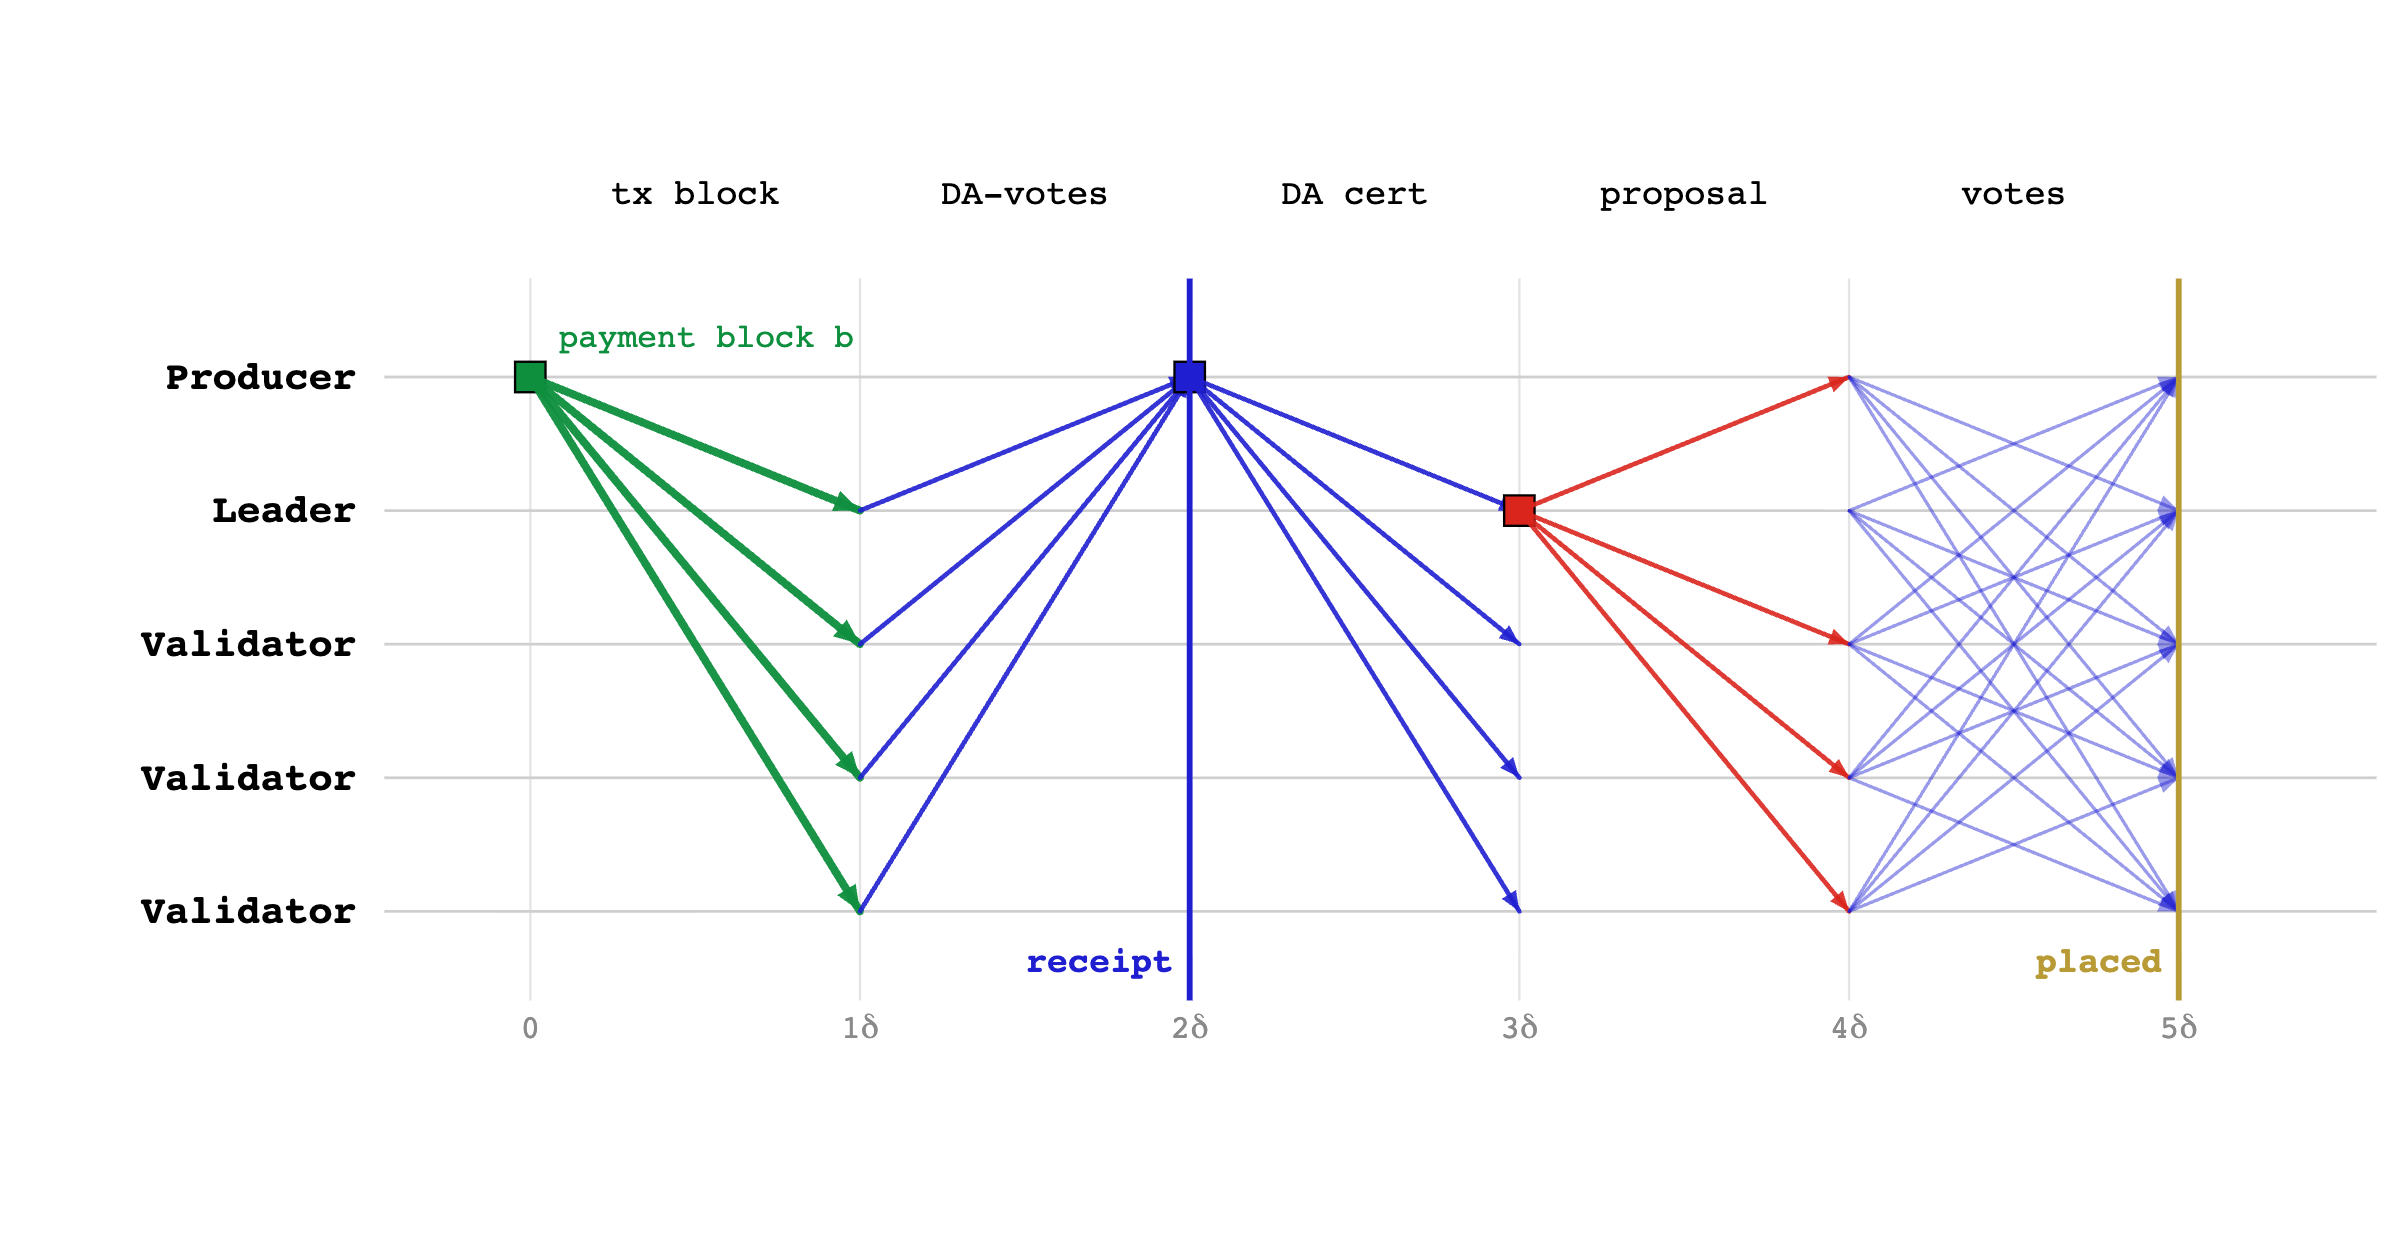 tx block
DA-votes
DA cert
proposal
votes
payment block b
Producer
Leader
Validator
Validator
Validator
receipt
placed
0
1δ
2δ
3δ
4δ
5δ